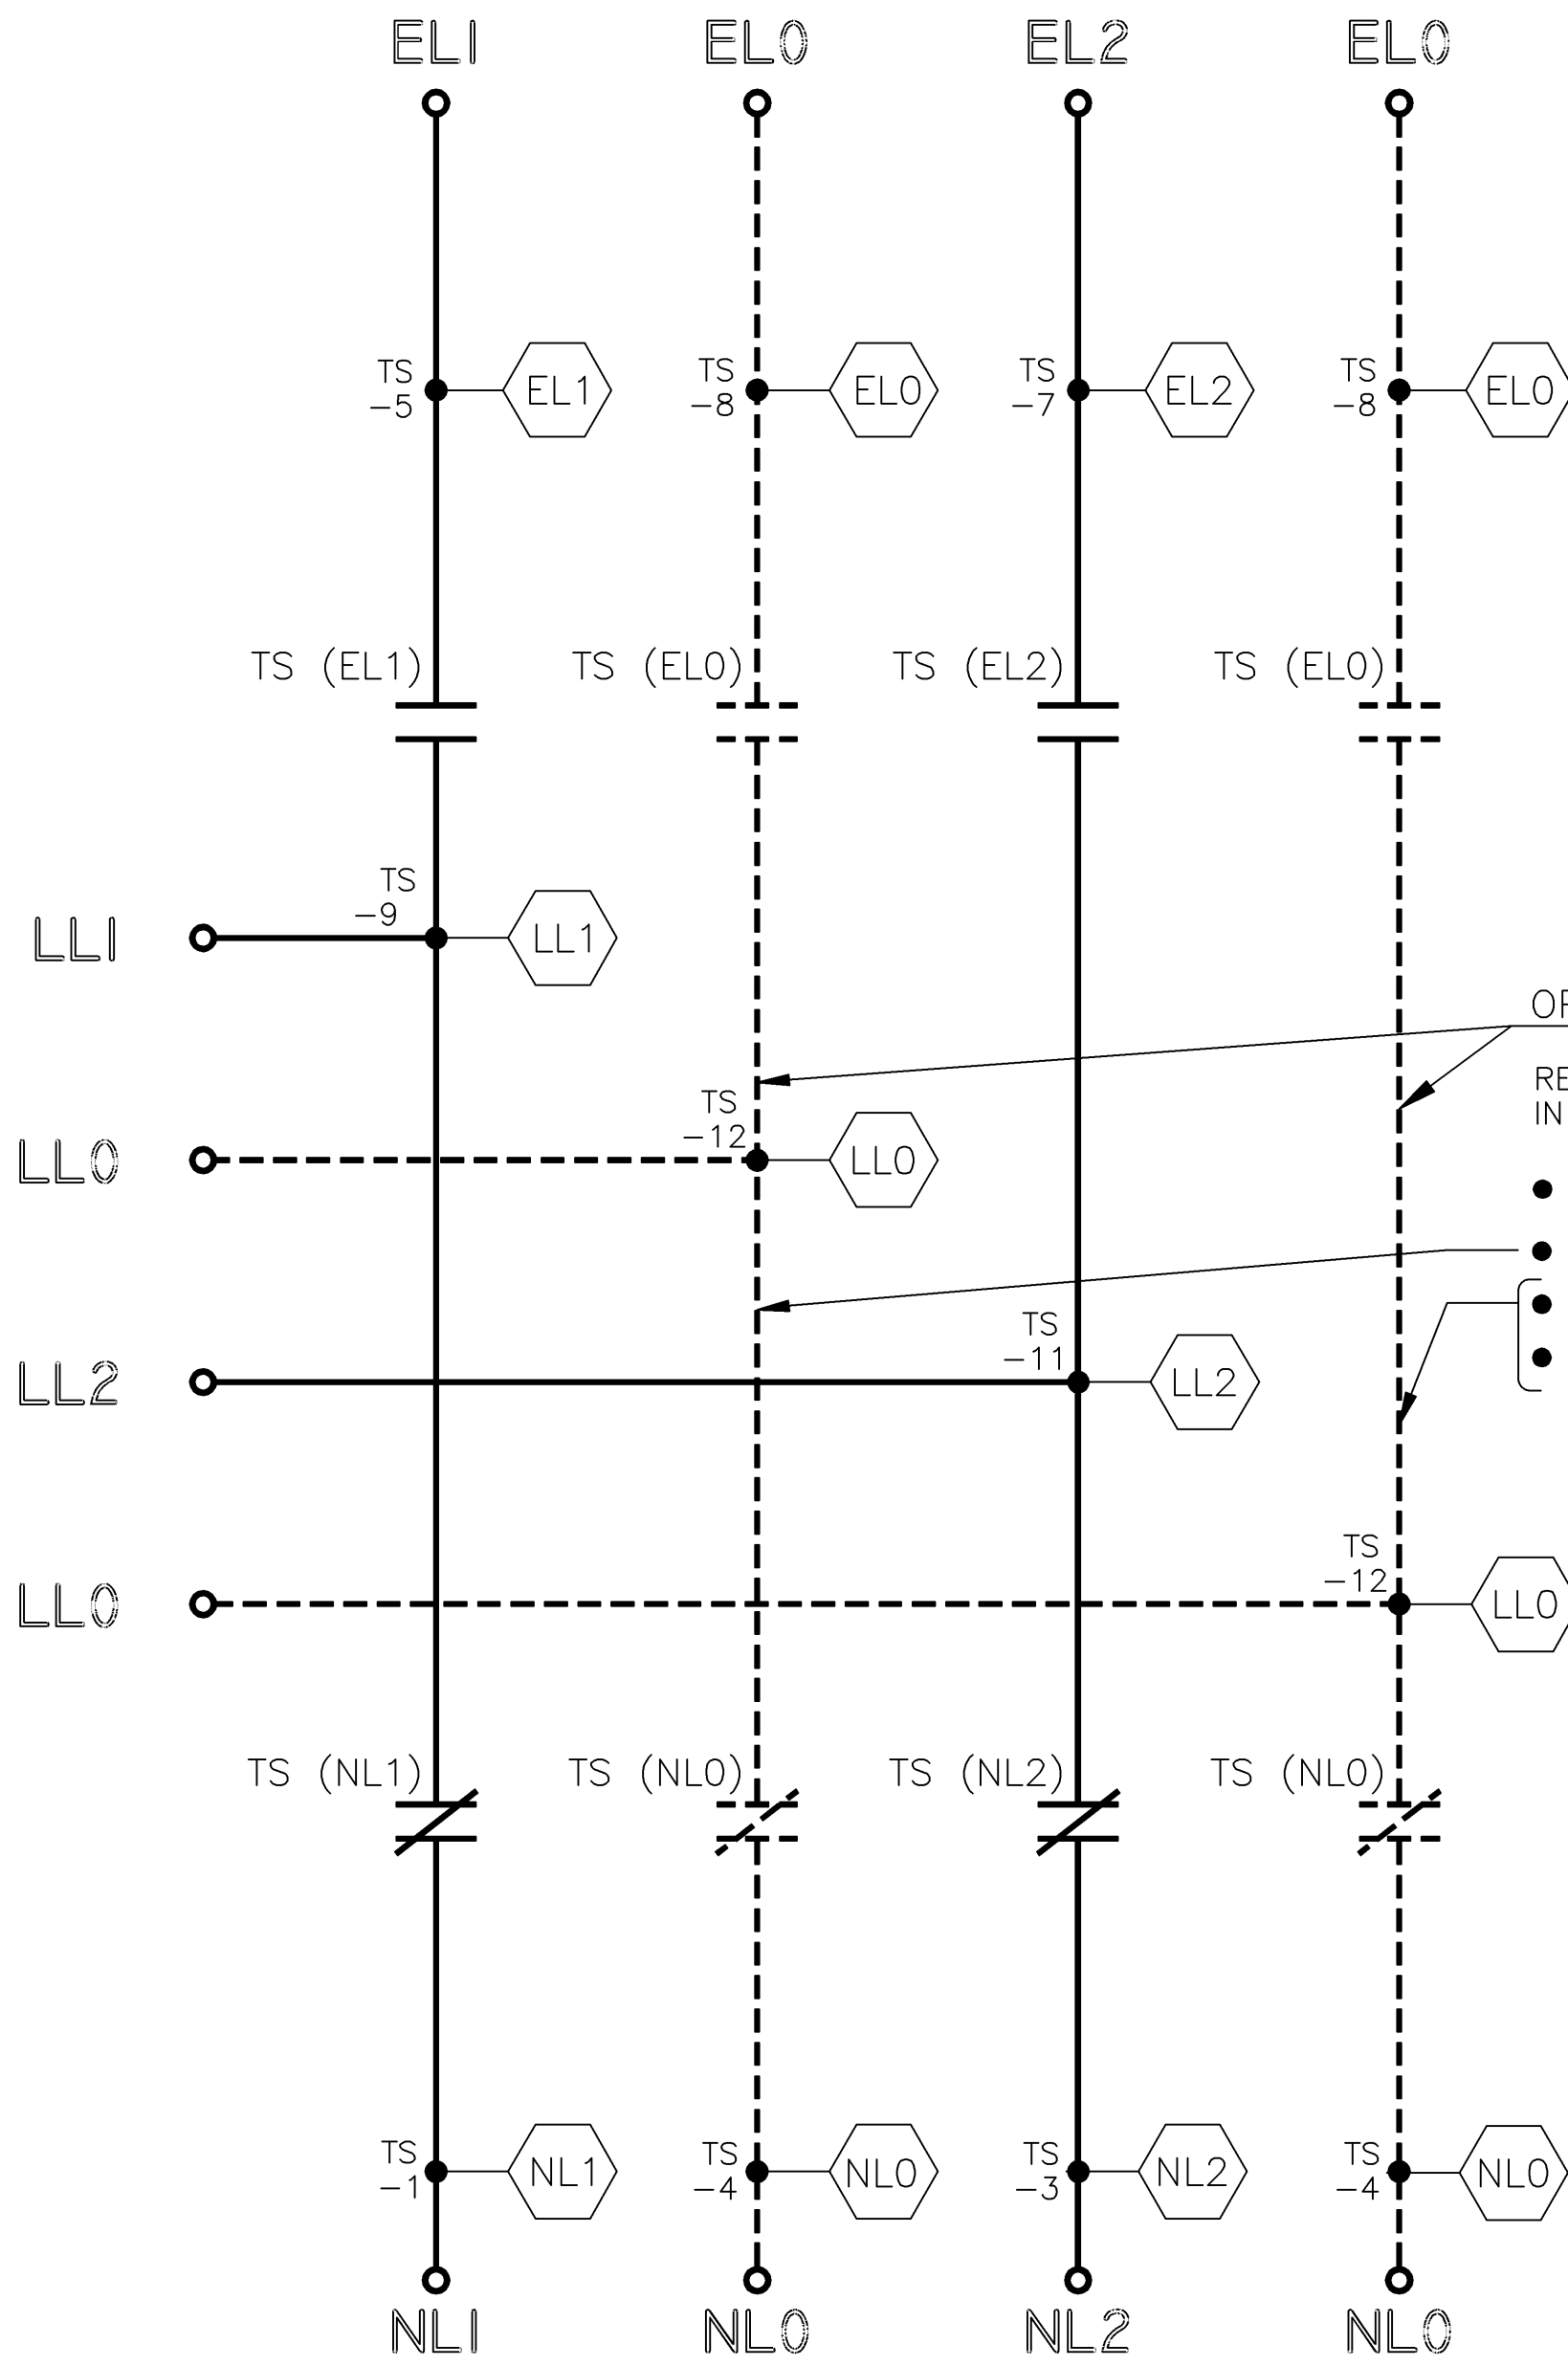 EL1 EL0 EL2 EL0
TS TS TS TS
-5 EL1 -8 EL0 -7 EL2 -8 EL0
TS (EL1) TS (EL0) TS (EL2) TS (EL0)
TS
-9
LL1 LL1
TS
-12
LL0 LL0
IN
TS
-11
LL2 LL2
TS
-12
LL0 LL0
TS (NL1) TS (NL0) TS (NL2) TS (NL0)
TS TS TS TS
-1 NL1 -4 NL0 -3 NL2 -4 NL0
NL1 NL0 NL2 NL0